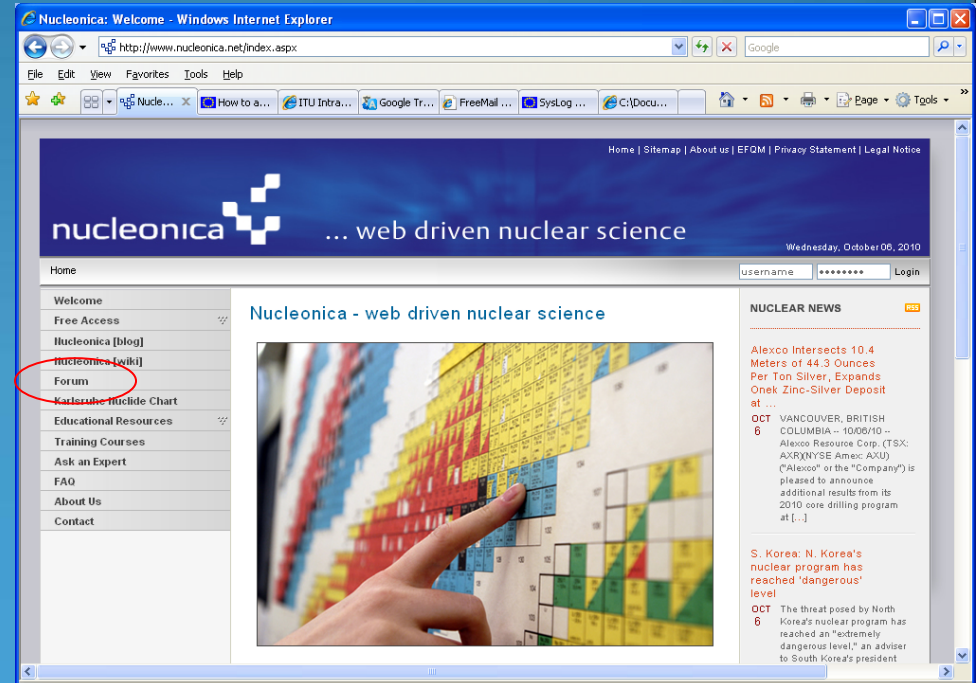 Nucleonica: Welcome - Windows Internet Explorer
http://www.nucleonica.net/index.aspx
Google
File Edit View Favorites Tools Help
Nucle... How to a... ITU Intra... Google Tr... FreeMail ... SysLog ... C:\Docu... Page Tools »
Home | Sitemap | About us | EFQM | Privacy Statement | Legal Notice
nucleonica
... web driven nuclear science
Wednesday, October 06, 2010
Home
username
Login
Welcome
Free Access
Nucleonica [blog]
Nucleonica [wiki]
Forum
Karlsruhe Nuclide Chart
Educational Resources
Training Courses
Ask an Expert
FAQ
About Us
Contact
Nucleonica - web driven nuclear science
NUCLEAR NEWS
RSS
Alexco Intersects 10.4
Meters of 44.3 Ounces
Per Ton Silver, Expands
Onek Zinc-Silver Deposit
at ...
OCT
6
VANCOUVER, BRITISH
COLUMBIA -- 10/06/10 --
Alexco Resource Corp. (TSX:
AXR)(NYSE Amex: AXU)
("Alexco" or the "Company") is
pleased to announce
additional results from its
2010 core drilling program
at [...]
S. Korea: N. Korea's
nuclear program has
reached 'dangerous'
level
OCT
6
The threat posed by North
Korea's nuclear program has
reached an "extremely
dangerous level," an adviser
to South Korea's president